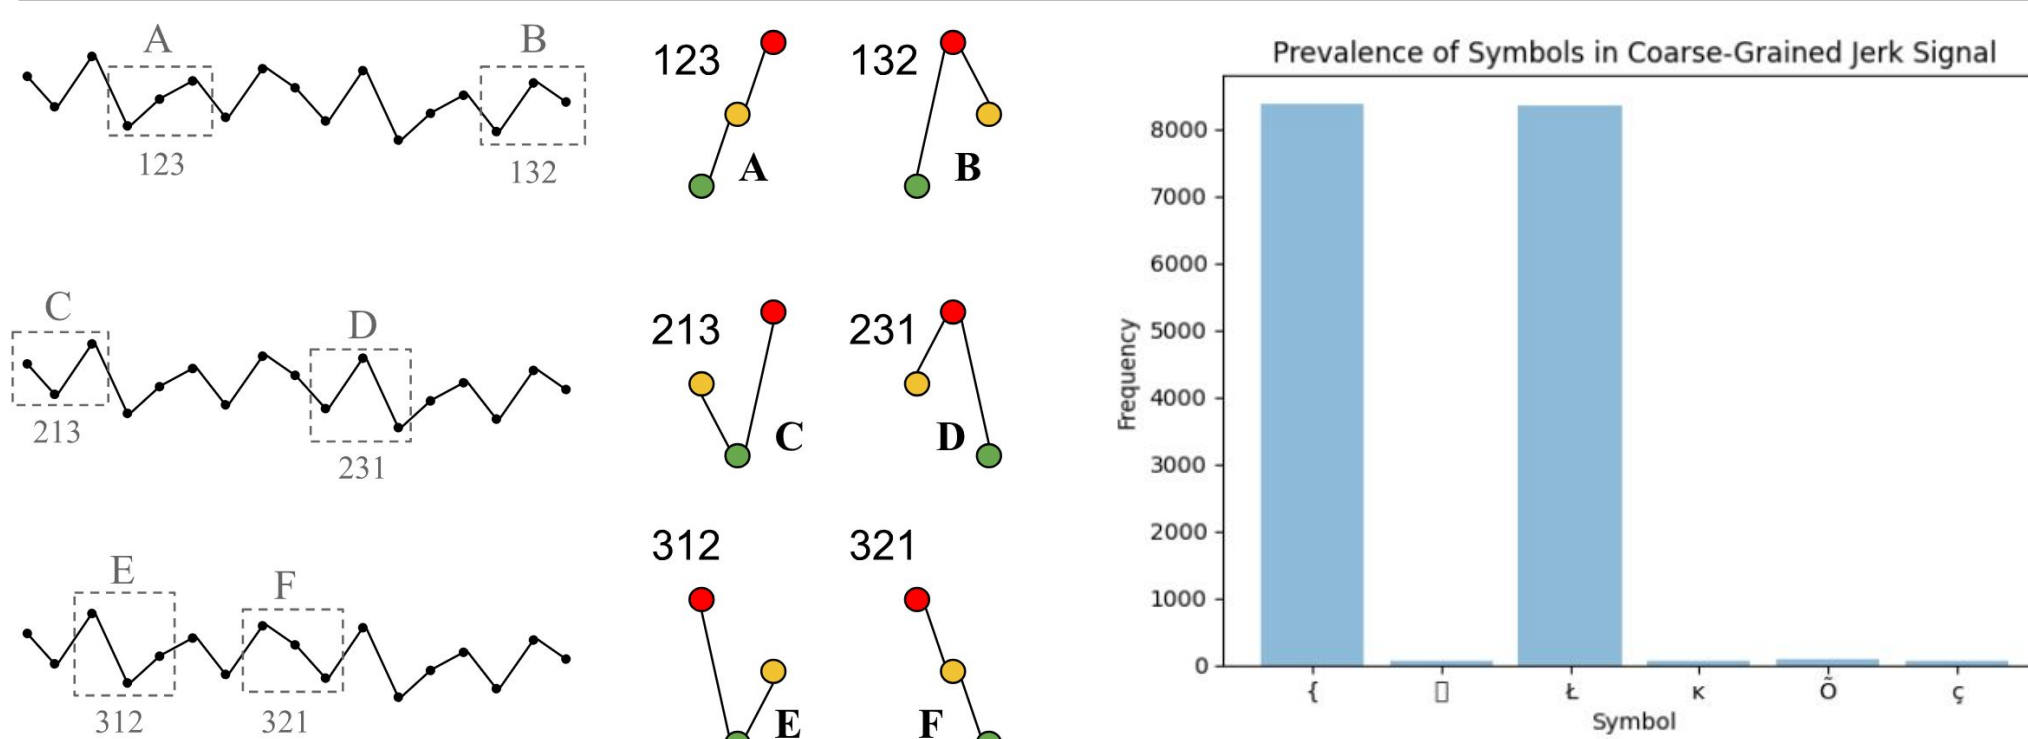 A
B
123
132
123
132
A
B
C
D
213
231
213
231
C
D
E
F
312
321
312
321
E
F
Prevalence of Symbols in Coarse-Grained Jerk Signal
Frequency
8000
7000
6000
5000
4000
3000
2000
1000
0
{ Ł κ Õ ç
Symbol